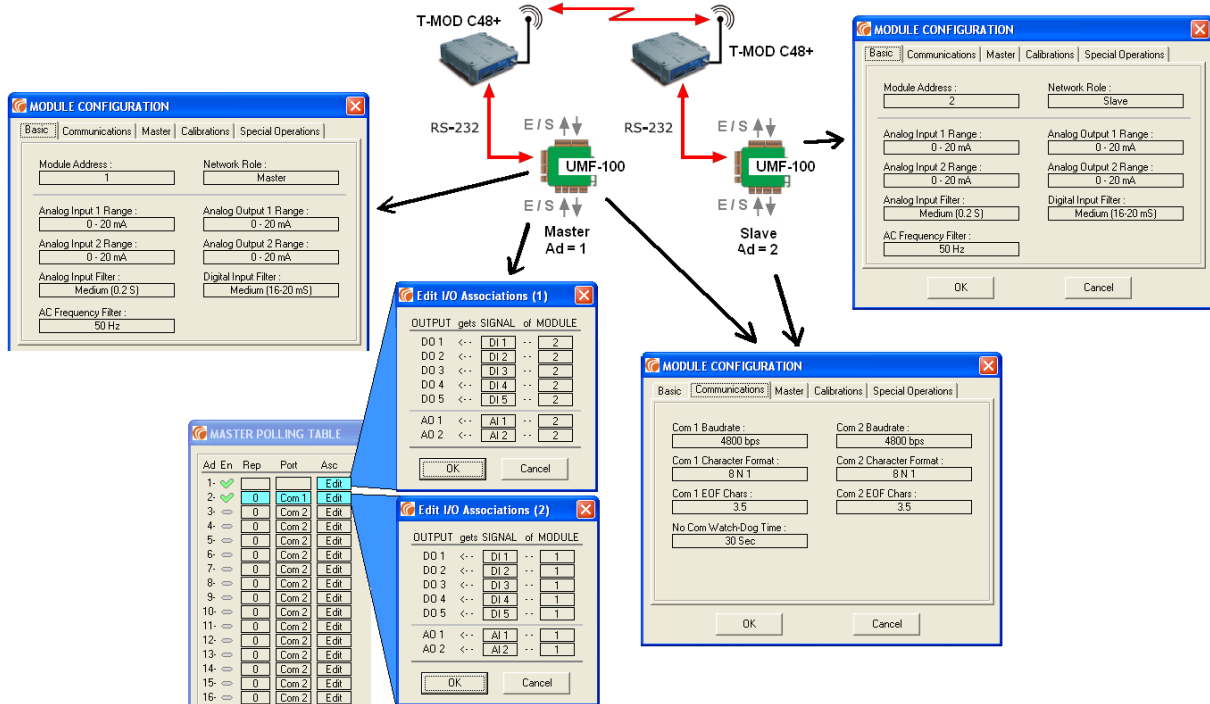 T-MOD C48+
T-MOD C48+
RS-232
E / S
UMF-100
E / S
Master
Ad = 1
RS-232
E / S
UMF-100
E / S
Slave
Ad = 2
MODULE CONFIGURATION
Basic Communications Master Calibrations Special Operations
Module Address : Network Role :
1 Master
Analog Input 1 Range : Analog Output 1 Range :
0 - 20 mA 0 - 20 mA
Analog Input 2 Range : Analog Output 2 Range :
0 - 20 mA 0 - 20 mA
Analog Input Filter : Digital Input Filter :
Medium (0.2 S) Medium (16-20 mS)
AC Frequency Filter :
50 Hz
MODULE CONFIGURATION
Basic Communications Master Calibrations Special Operations
Module Address : Network Role :
2 Slave
Analog Input 1 Range : Analog Output 1 Range :
0 - 20 mA 0 - 20 mA
Analog Input 2 Range : Analog Output 2 Range :
0 - 20 mA 0 - 20 mA
Analog Input Filter : Digital Input Filter :
Medium (0.2 S) Medium (16-20 mS)
AC Frequency Filter :
50 Hz
OK Cancel
Edit I/O Associations (1)
OUTPUT gets SIGNAL of MODULE
DO 1 <-- DI 1 -- 2
DO 2 <-- DI 2 -- 2
DO 3 <-- DI 3 -- 2
DO 4 <-- DI 4 -- 2
DO 5 <-- DI 5 -- 2
AO 1 <-- AI 1 -- 2
AO 2 <-- AI 2 -- 2
OK Cancel
MODULE CONFIGURATION
Basic Communications Master Calibrations Special Operations
Com 1 Baudrate : Com 2 Baudrate :
4800 bps 4800 bps
Com 1 Character Format : Com 2 Character Format :
8 N 1 8 N 1
Com 1 EOF Chars : Com 2 EOF Chars :
3.5 3.5
No Com Watch-Dog Time :
30 Sec
OK Cancel
MASTER POLLING TABLE
Ad En Rep Port Asc
1- Edit
2- 0 Com 1 Edit
3- 0 Com 2 Edit
4- 0 Com 2 Edit
5- 0 Com 2 Edit
6- 0 Com 2 Edit
7- 0 Com 2 Edit
8- 0 Com 2 Edit
9- 0 Com 2 Edit
10- 0 Com 2 Edit
11- 0 Com 2 Edit
12- 0 Com 2 Edit
13- 0 Com 2 Edit
14- 0 Com 2 Edit
15- 0 Com 2 Edit
16- 0 Com 2 Edit
Edit I/O Associations (2)
OUTPUT gets SIGNAL of MODULE
DO 1 <-- DI 1 -- 1
DO 2 <-- DI 2 -- 1
DO 3 <-- DI 3 -- 1
DO 4 <-- DI 4 -- 1
DO 5 <-- DI 5 -- 1
AO 1 <-- AI 1 -- 1
AO 2 <-- AI 2 -- 1
OK Cancel